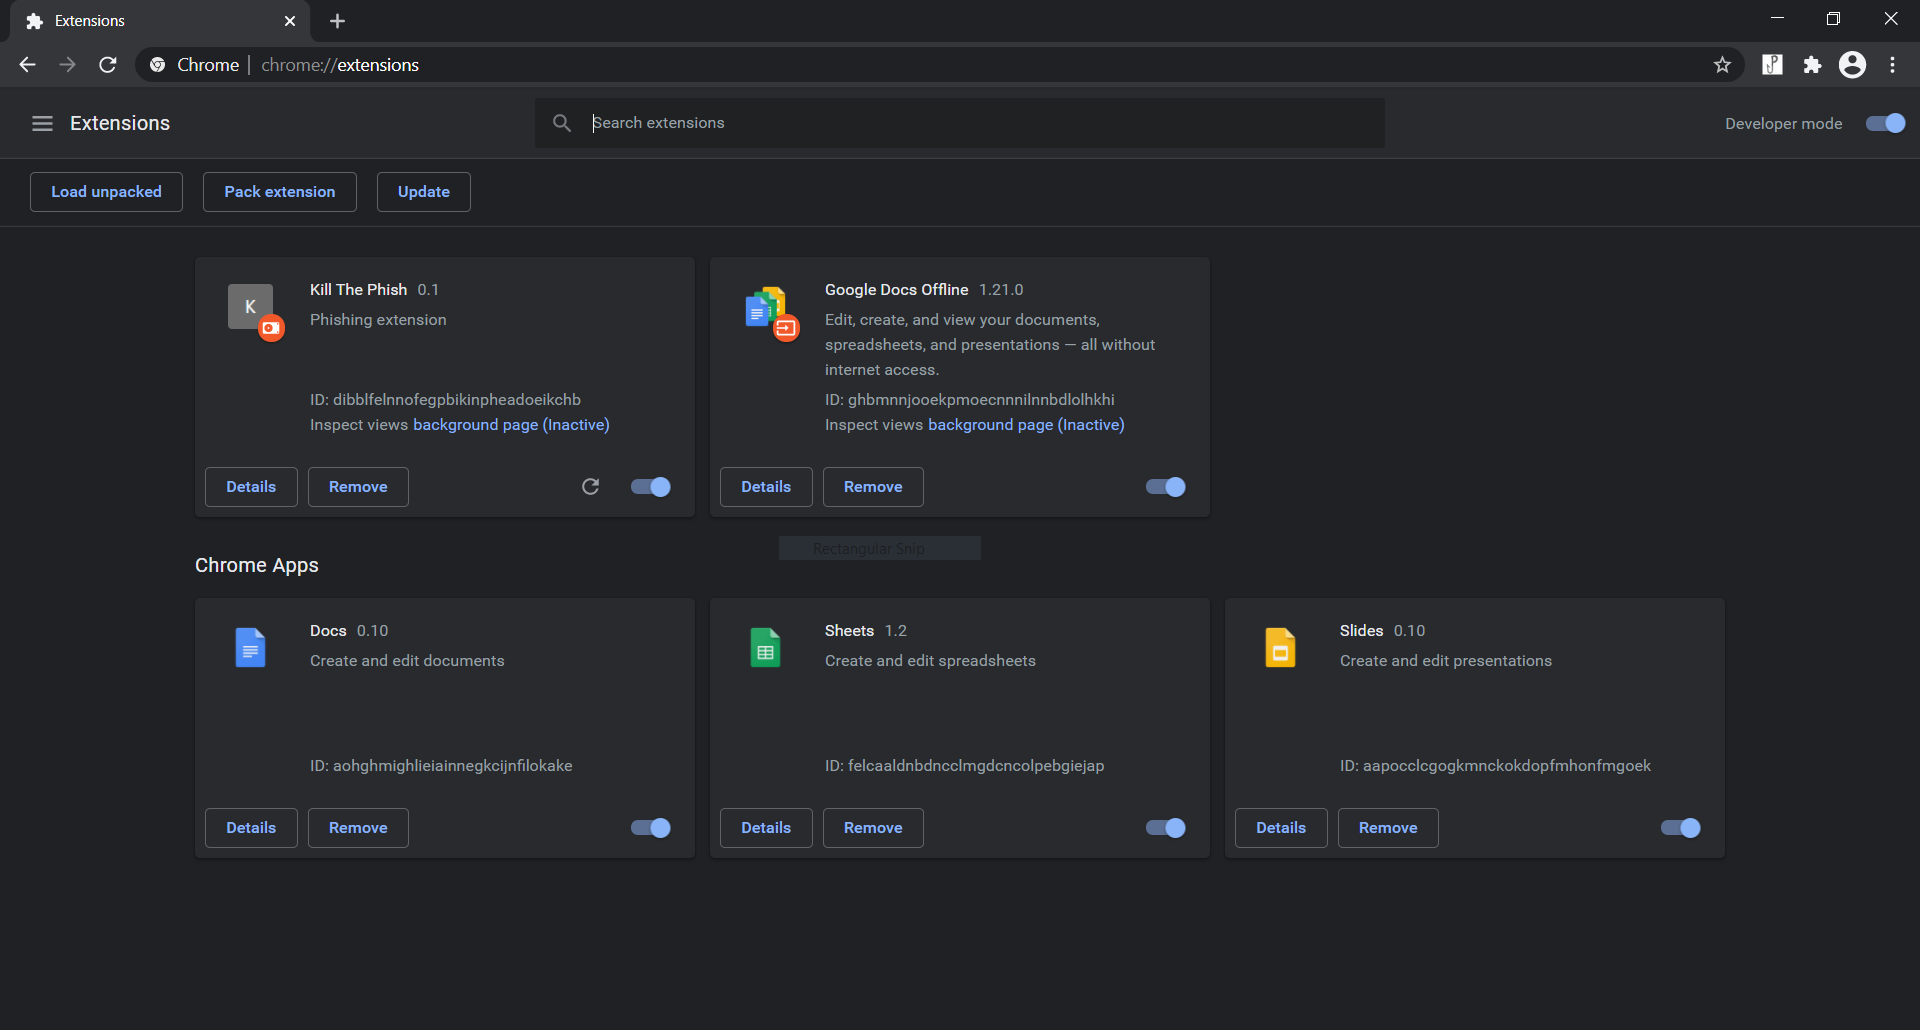 Extensions
Chrome | chrome://extensions
Extensions
Search extensions
Developer mode
Load unpacked
Pack extension
Update
K
Kill The Phish 0.1
Phishing extension
ID: dibblfelnnofegpbikinpheadoeikchb
Inspect views background page (Inactive)
Details
Remove
Google Docs Offline 1.21.0
Edit, create, and view your documents,
spreadsheets, and presentations — all without
internet access.
ID: ghbmnnjooekpmoecnnnilnnbdlolhkhi
Inspect views background page (Inactive)
Details
Remove
Rectangular Snip
Chrome Apps
Docs 0.10
Create and edit documents
ID: aohghmighlieiainnegkcijnfilokake
Details
Remove
Sheets 1.2
Create and edit spreadsheets
ID: felcaaldnbdncclmgdcncolpebgiejap
Details
Remove
Slides 0.10
Create and edit presentations
ID: aapocclcgogkmnckokdopfmhonfmgoek
Details
Remove